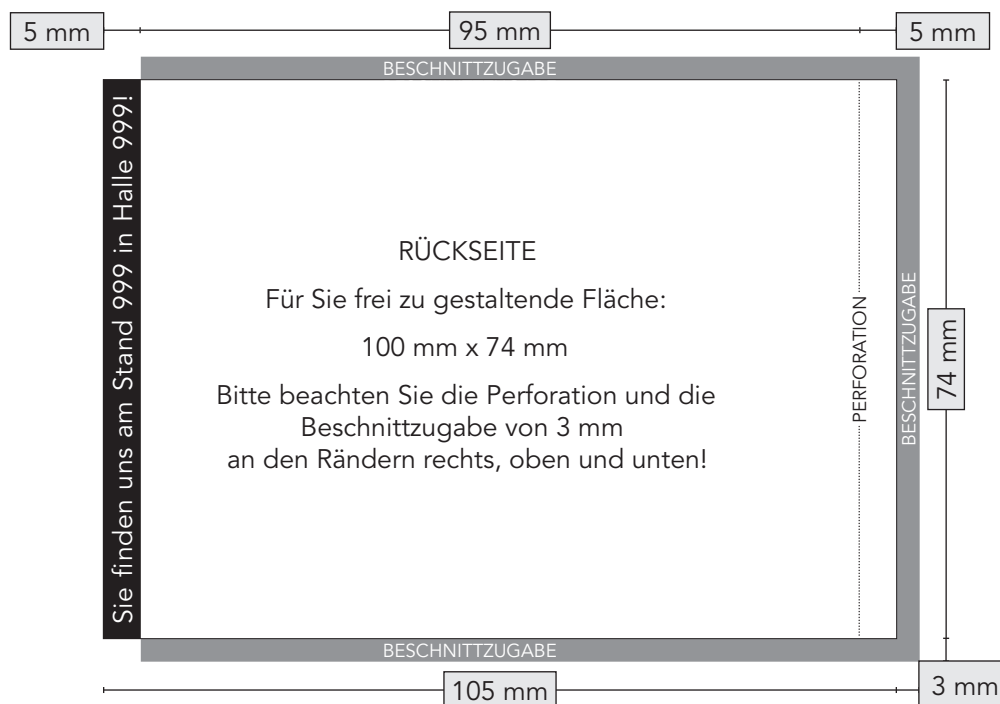 5 mm
95 mm
5 mm
BESCHNITTZUGABE
Sie finden uns am Stand 999 in Halle 999!
RÜCKSEITE
Für Sie frei zu gestaltende Fläche:
100 mm x 74 mm
Bitte beachten Sie die Perforation und die
Beschnittzugabe von 3 mm
an den Rändern rechts, oben und unten!
PERFORATION
BESCHNITTZUGABE
74 mm
BESCHNITTZUGABE
105 mm
3 mm